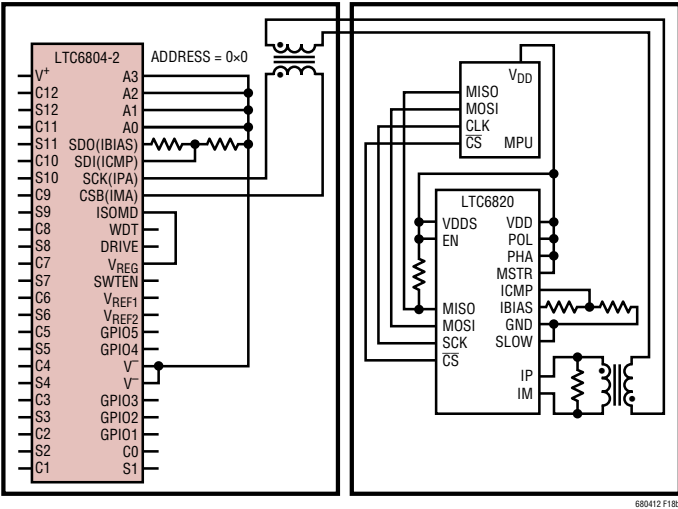 LTC6804-2
ADDRESS = 0×0
V+
C12
S12
C11
S11
C10
S10
C9
S9
C8
S8
C7
S7
C6
S6
C5
S5
C4
S4
C3
S3
C2
S2
C1
A3
A2
A1
A0
SDO(IBIAS)
SDI(ICMP)
SCK(IPA)
CSB(IMA)
ISOMD
WDT
DRIVE
VREG
SWTEN
VREF1
VREF2
GPIO5
GPIO4
V–
V–
GPIO3
GPIO2
GPIO1
C0
S1
VDD
MISO
MOSI
CLK
CS
MPU
LTC6820
VDDS
EN
MISO
MOSI
SCK
CS
VDD
POL
PHA
MSTR
ICMP
IBIAS
GND
SLOW
IP
IM
680412 F18b